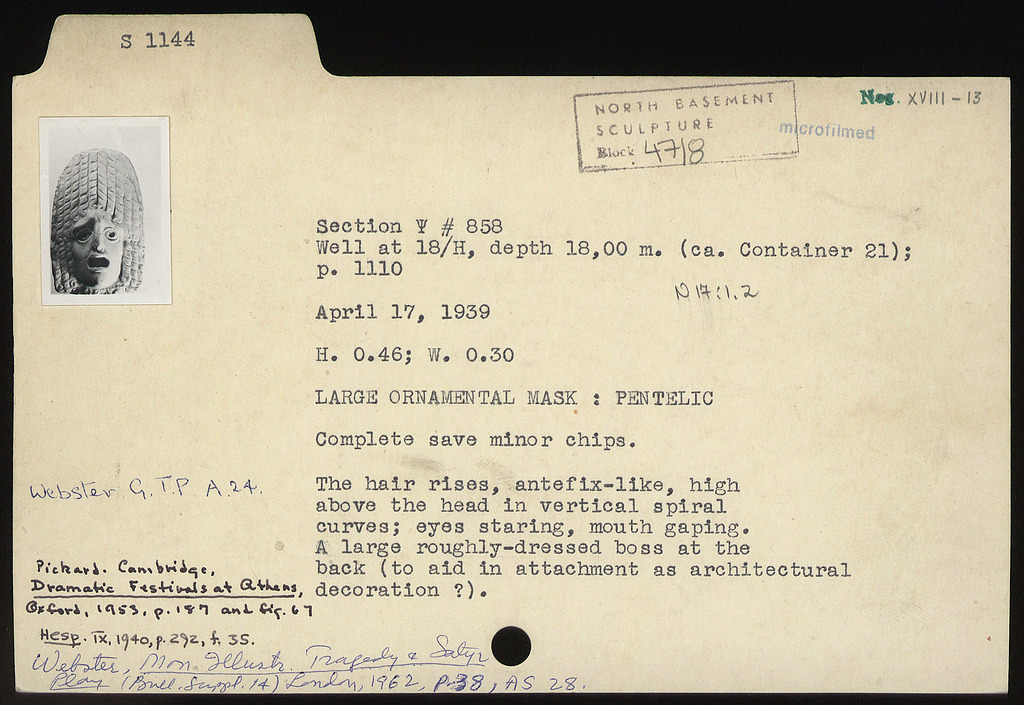 S 1144
NORTH BASEMENT
SCULPTURE
Block 47/8
Neg. XVIII - 13
microfilmed
Section Ψ # 858
Well at 18/H, depth 18,00 m. (ca. Container 21);
p. 1110
N 17:1.2
April 17, 1939
H. 0.46; W. 0.30
LARGE ORNAMENTAL MASK : PENTELIC
Complete save minor chips.
The hair rises, antefix-like, high
above the head in vertical spiral
curves; eyes staring, mouth gaping.
A large roughly-dressed boss at the
back (to aid in attachment as architectural
decoration ?).
Webster G.T.P. A.24.
Pickard. Cambridge,
Dramatic Festivals at Athens,
Oxford, 1953, p. 187 and fig. 67
Hesp. IX, 1940, p. 292, f. 35.
Webster, Mon. Illustr. Tragedy & Satyr
Play (Bull. Suppl. 14) London, 1962, p. 38, AS 28.